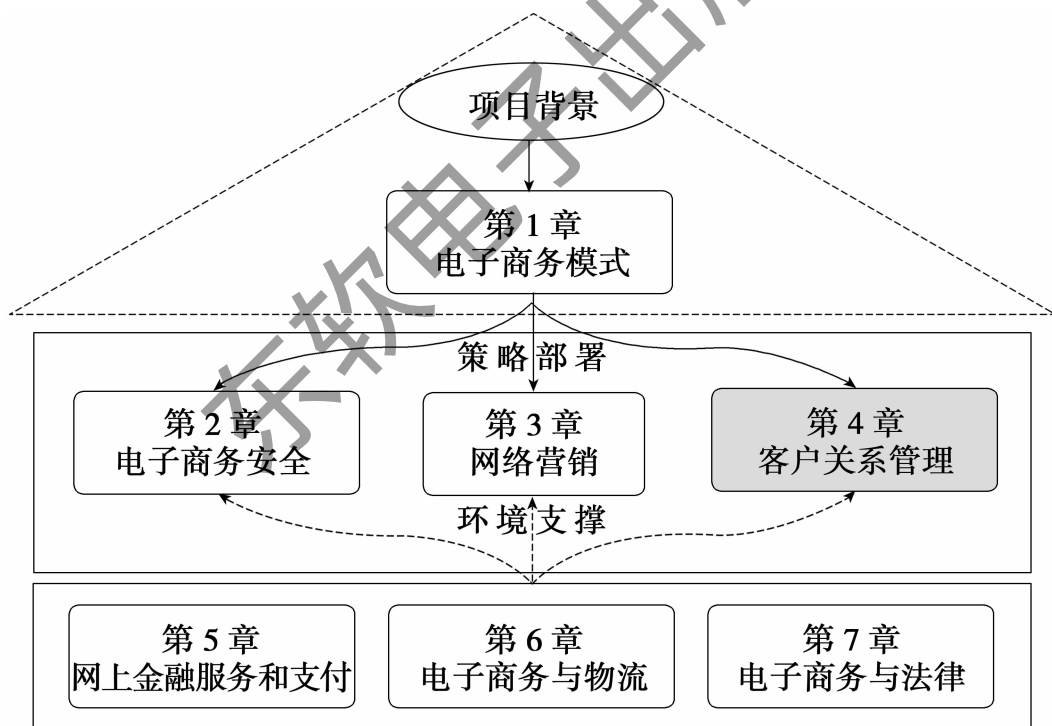 项目背景
第 1 章
电子商务模式
策略部署
第 2 章
电子商务安全
第 3 章
网络营销
第 4 章
客户关系管理
环境支撑
第 5 章
网上金融服务和支付
第 6 章
电子商务与物流
第 7 章
电子商务与法律
东软电子出